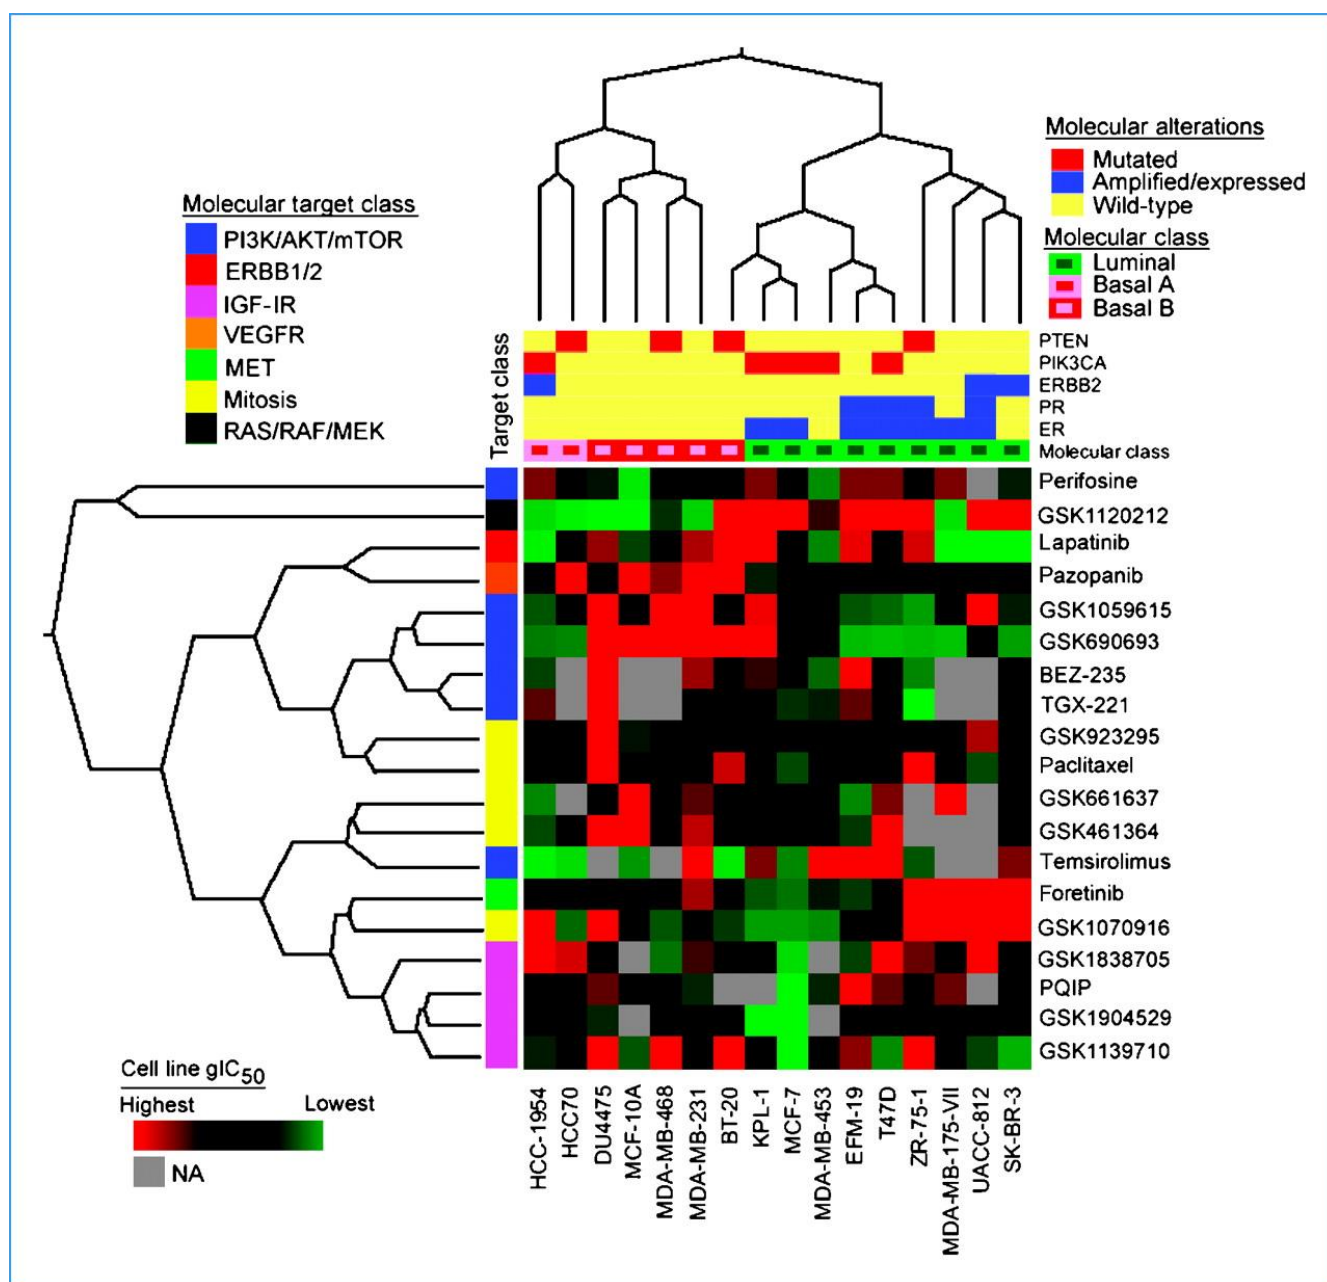 Molecular alterations
Mutated
Amplified/expressed
Wild-type
Molecular class
Luminal
Basal A
Basal B
Molecular target class
PI3K/AKT/mTOR
ERBB1/2
IGF-IR
VEGFR
MET
Mitosis
RAS/RAF/MEK
Target class
PTEN
PIK3CA
ERBB2
PR
ER
Molecular class
Perifosine
GSK1120212
Lapatinib
Pazopanib
GSK1059615
GSK690693
BEZ-235
TGX-221
GSK923295
Paclitaxel
GSK661637
GSK461364
Temsirolimus
Foretinib
GSK1070916
GSK1838705
PQIP
GSK1904529
GSK1139710
Cell line gIC50
Highest Lowest
NA
HCC-1954
HCC70
DU4475
MCF-10A
MDA-MB-468
MDA-MB-231
BT-20
KPL-1
MCF-7
MDA-MB-453
EFM-19
T47D
ZR-75-1
MDA-MB-175-VII
UACC-812
SK-BR-3